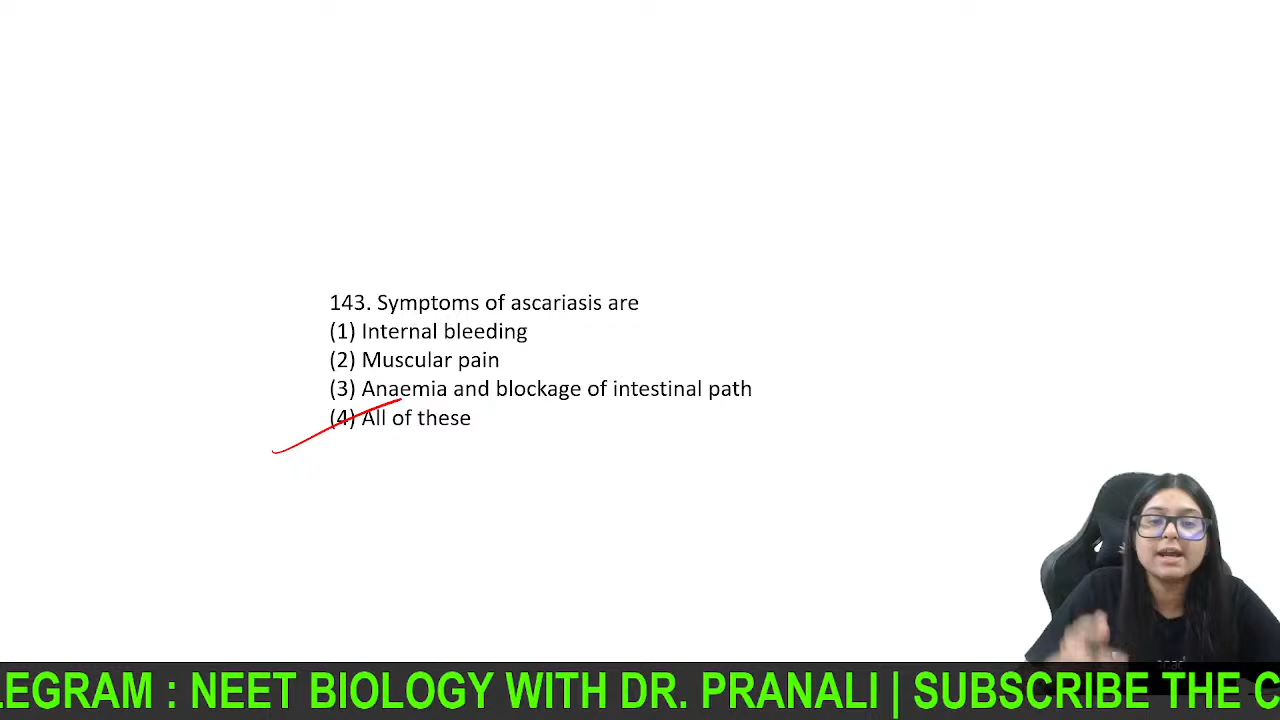 143. Symptoms of ascariasis are
(1) Internal bleeding
(2) Muscular pain
(3) Anaemia and blockage of intestinal path
(4) All of these
LEGRAM : NEET BIOLOGY WITH DR. PRANALI | SUBSCRIBE THE C